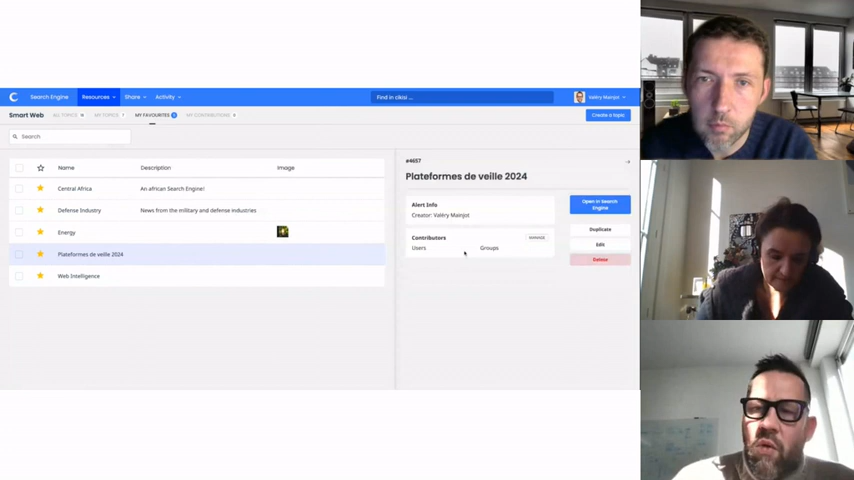 Search Engine Resources Share Activity Find in cikisi ... Valéry Mainjot
Smart Web ALL TOPICS MY TOPICS 7 MY FAVOURITES MY CONTRIBUTORS Create a topic
Search
Name Description Image
Central Africa An african Search Engine!
Defense Industry News from the military and defense industries
Energy
Plateformes de veille 2024
Web Intelligence
#4657
Plateformes de veille 2024
Alert Info
Creator: Valéry Mainjot
Contributors MANAGE
Users Groups
Open in Search
Engine
Duplicate
Edit
Delete